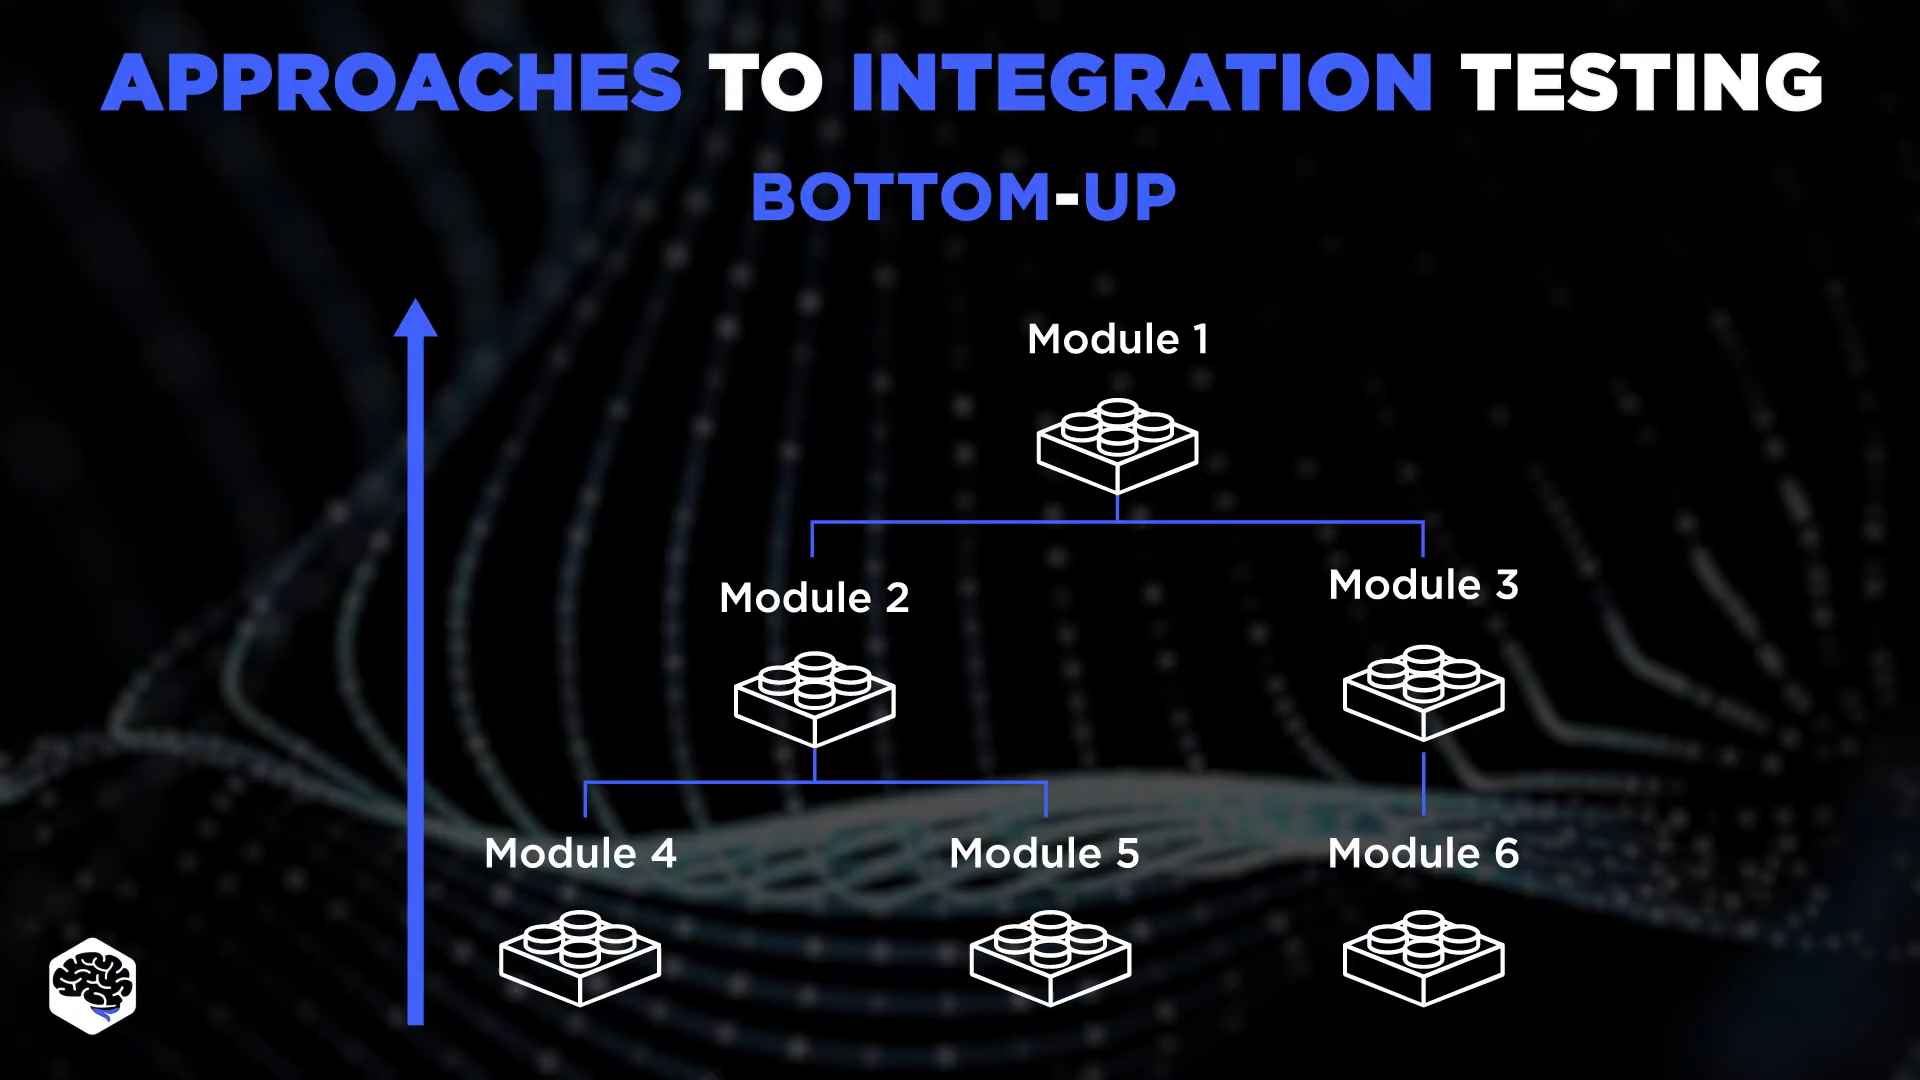 APPROACHES TO INTEGRATION TESTING
BOTTOM-UP
Module 1
Module 2
Module 3
Module 4
Module 5
Module 6